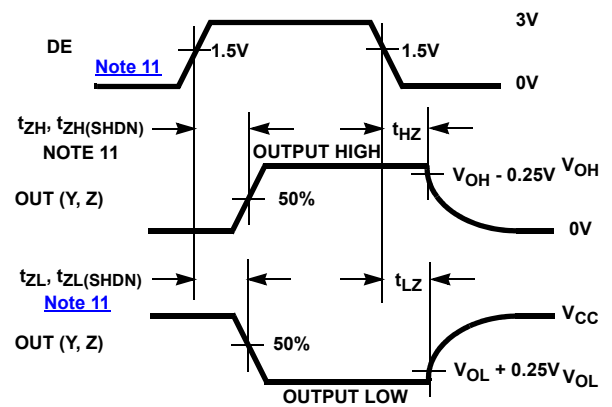 3V
DE
1.5V
1.5V
Note 11
0V
tZH, tZH(SHDN)
NOTE 11
tHZ
OUTPUT HIGH
VOH - 0.25V
VOH
OUT (Y, Z)
50%
0V
tZL, tZL(SHDN)
Note 11
tLZ
VCC
OUT (Y, Z)
50%
VOL + 0.25V
VOL
OUTPUT LOW